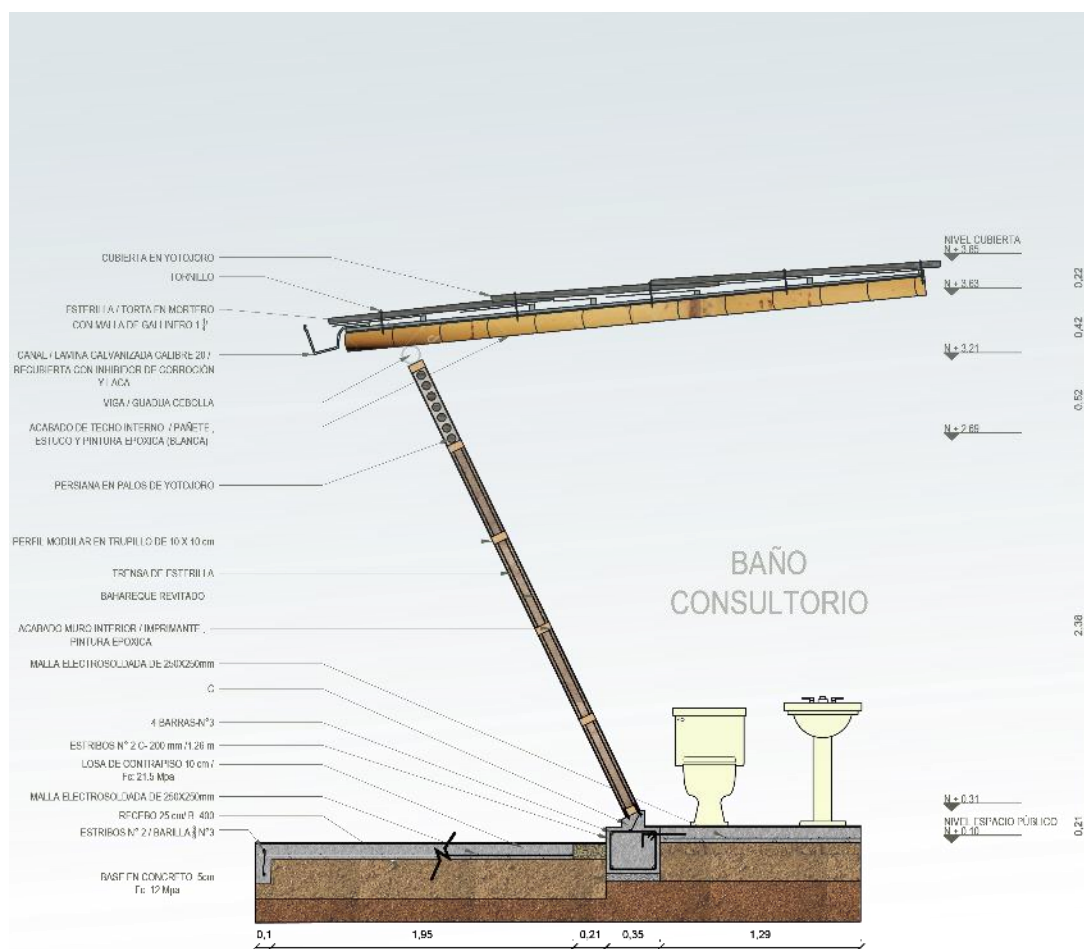 CUBIERTA EN YOTOJORO
TORNILLO
ESTERILLA / TORTA EN MORTERO
CON MALLA DE GALLINERO 1
CANAL / LAMINA GALVANIZADA CALIBRE 20 /
RECUBIERTA CON INHIBIDOR DE CORROCIÓN
Y LACA
VIGA / GUADUA CEBOLLA
ACABADO DE TECHO INTERNO / PAÑETE ,
ESTUCO Y PINTURA EPOXICA (BLANCA)
PERSIANA EN PALOS DE YOTOJORO
PERFIL MODULAR EN TRUPILLO DE 10 X 10 cm
TRENSA DE ESTERILLA
BAHAREQUE REVITADO
ACABADO MURO INTERIOR / IMPRIMANTE ,
PINTURA EPOXICA
MALLA ELECTROSOLDADA DE 250X250mm
C
4 BARRAS-N°3
ESTRIBOS N° 2 C- 200 mm /1.26 m
LOSA DE CONTRAPISO 10 cm /
Fc: 21.5 Mpa
MALLA ELECTROSOLDADA DE 250X250mm
RECEBO 25 cm/ B 400
ESTRIBOS N° 2 / BARILLA N°3
BASE EN CONCRETO 5cm
Fc 12 Mpa
BAÑO
CONSULTORIO
NIVEL CUBIERTA
N + 3.85
N + 3.63
N + 3.21
N + 2.69
N + 0.31
NIVEL ESPACIO PÚBLICO
N + 0.10
0.22
0.42
0.52
2.38
0.21
0,1
1,95
0,21
0,35
1,29